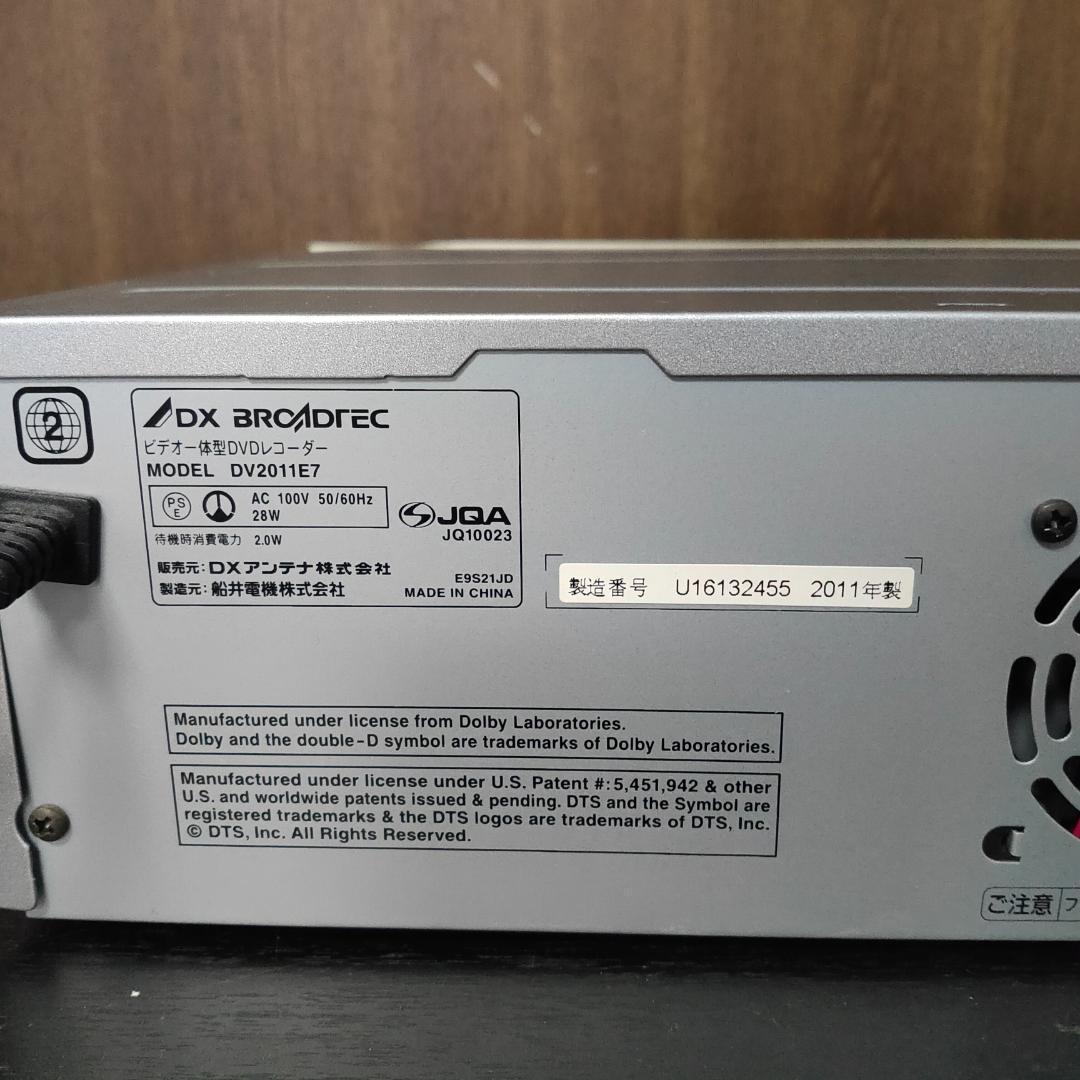 2
DX BROADTEC
ビデオ一体型DVDレコーダー
MODEL DV2011E7
PS
E
AC 100V 50/60Hz
28W
JQA
JQ10023
待機時消費電力 2.0W
販売元:DXアンテナ株式会社
製造元:船井電機株式会社
E9S21JD
MADE IN CHINA
製造番号 U16132455 2011年製
Manufactured under license from Dolby Laboratories.
Dolby and the double-D symbol are trademarks of Dolby Laboratories.
Manufactured under license under U.S. Patent #:5,451,942 & other
U.S. and worldwide patents issued & pending. DTS and the Symbol are
registered trademarks & the DTS logos are trademarks of DTS, Inc.
© DTS, Inc. All Rights Reserved.
ご注意 フ